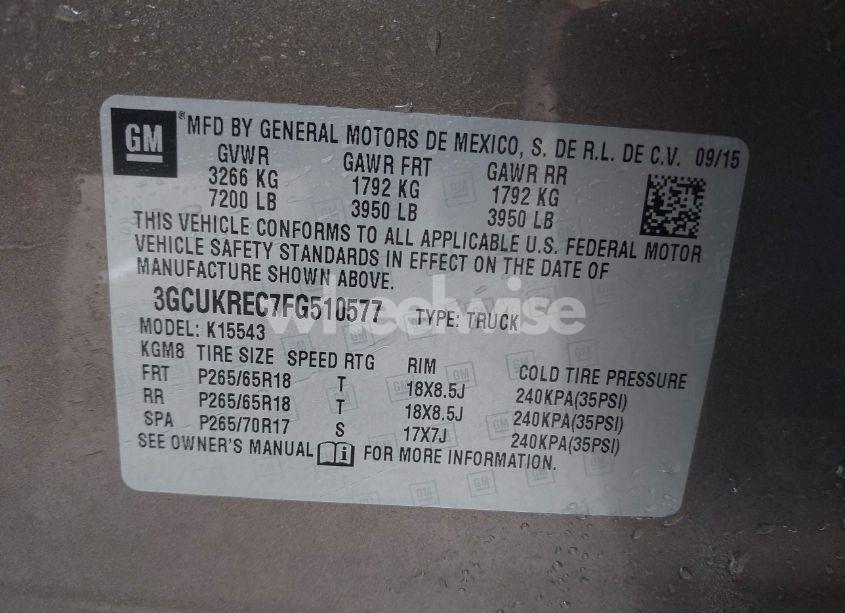 GM ®MFD BY GENERAL MOTORS DE MEXICO, S. DE R.L. DE C.V. 09/15
GVWR GAWR FRT GAWR RR
3266 KG 1792 KG 1792 KG
7200 LB 3950 LB 3950 LB
THIS VEHICLE CONFORMS TO ALL APPLICABLE U.S. FEDERAL MOTOR
VEHICLE SAFETY STANDARDS IN EFFECT ON THE DATE OF
MANUFACTURE SHOWN ABOVE.
3GCUKREC7FG510577 TYPE: TRUCK
wheelwise
MODEL: K15543
KGM8 TIRE SIZE SPEED RTG RIM COLD TIRE PRESSURE
FRT P265/65R18 T 18X8.5J 240KPA(35PSI)
RR P265/65R18 T 18X8.5J 240KPA(35PSI)
SPA P265/70R17 S 17X7J 240KPA(35PSI)
SEE OWNER'S MANUAL FOR MORE INFORMATION.